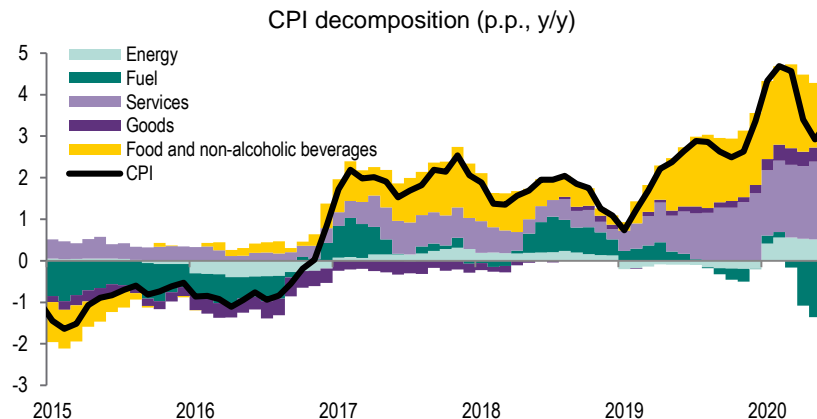 CPI decomposition (p.p., y/y)
5
4
3
2
1
0
-1
-2
-3
Energy
Fuel
Services
Goods
Food and non-alcoholic beverages
CPI
2015 2016 2017 2018 2019 2020